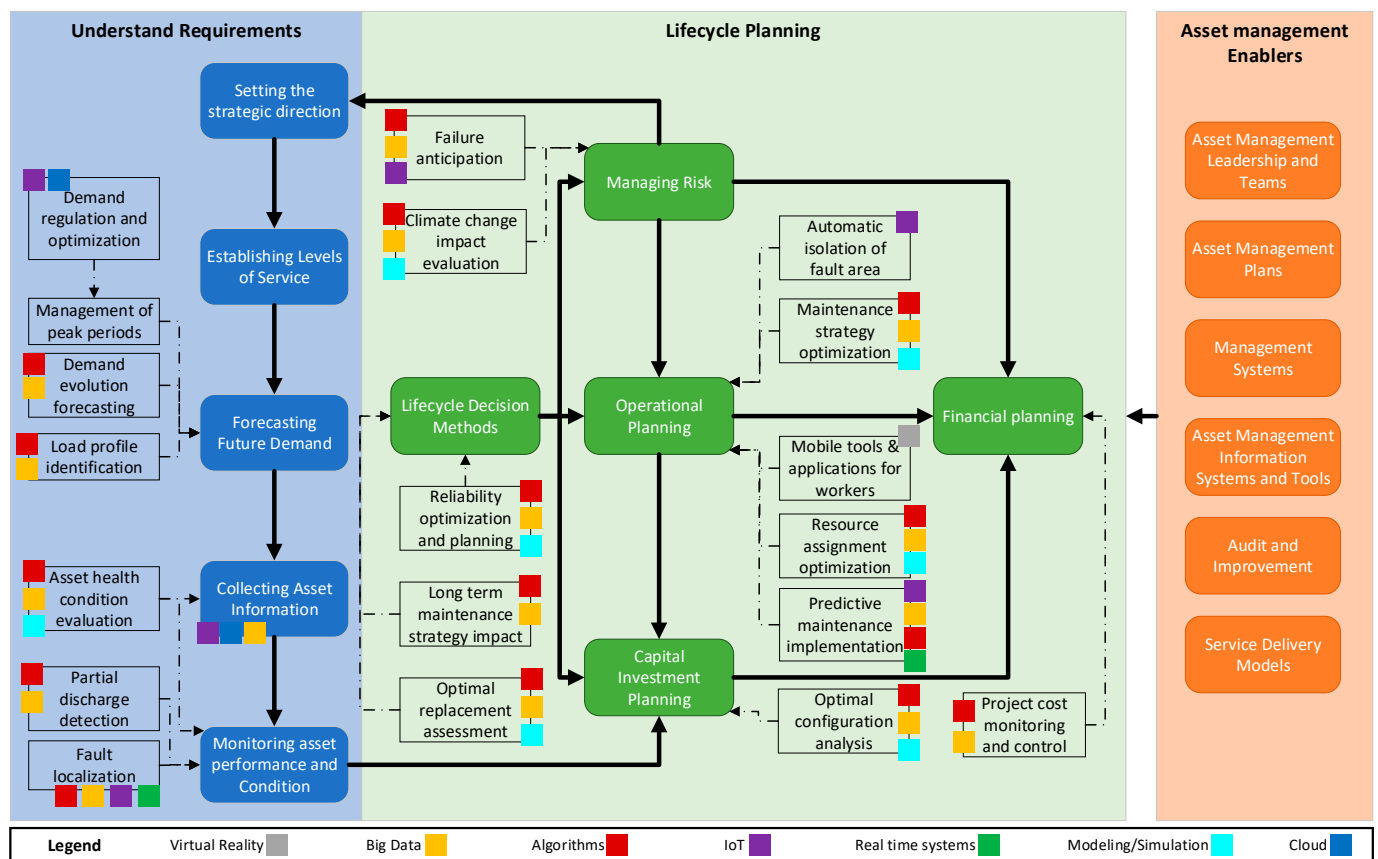 Understand Requirements
Lifecycle Planning
Asset management
Enablers
Setting the
strategic direction
Demand
regulation and
optimization
Establishing Levels
of Service
Management of
peak periods
Demand
evolution
forecasting
Load profile
identification
Forecasting
Future Demand
Asset health
condition
evaluation
Collecting Asset
Information
Partial
discharge
detection
Fault
localization
Monitoring asset
performance and
Condition
Failure
anticipation
Climate change
impact
evaluation
Managing Risk
Automatic
isolation of
fault area
Maintenance
strategy
optimization
Lifecycle Decision
Methods
Operational
Planning
Financial planning
Reliability
optimization
and planning
Mobile tools &
applications for
workers
Resource
assignment
optimization
Long term
maintenance
strategy impact
Predictive
maintenance
implementation
Optimal
replacement
assessment
Capital
Investment
Planning
Optimal
configuration
analysis
Project cost
monitoring
and control
Asset Management
Leadership and
Teams
Asset Management
Plans
Management
Systems
Asset Management
Information
Systems and Tools
Audit and
Improvement
Service Delivery
Models
Legend
Virtual Reality
Big Data
Algorithms
IoT
Real time systems
Modeling/Simulation
Cloud